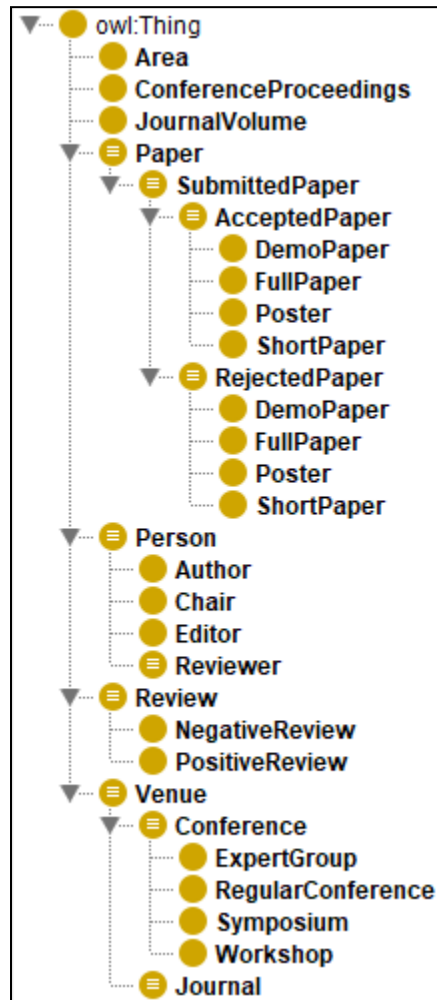 owl:Thing
Area
ConferenceProceedings
JournalVolume
Paper
SubmittedPaper
AcceptedPaper
DemoPaper
FullPaper
Poster
ShortPaper
RejectedPaper
DemoPaper
FullPaper
Poster
ShortPaper
Person
Author
Chair
Editor
Reviewer
Review
NegativeReview
PositiveReview
Venue
Conference
ExpertGroup
RegularConference
Symposium
Workshop
Journal